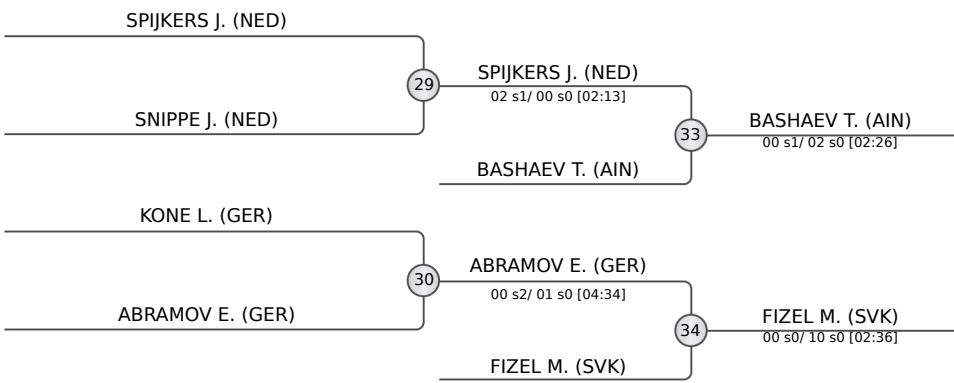 SPIJKERS J. (NED)
29
SNIPPE J. (NED)
SPIJKERS J. (NED)
02 s1/ 00 s0 [02:13]
33
BASHAEV T. (AIN)
BASHAEV T. (AIN)
00 s1/ 02 s0 [02:26]
KONE L. (GER)
30
ABRAMOV E. (GER)
ABRAMOV E. (GER)
00 s2/ 01 s0 [04:34]
34
FIZEL M. (SVK)
FIZEL M. (SVK)
00 s0/ 10 s0 [02:36]